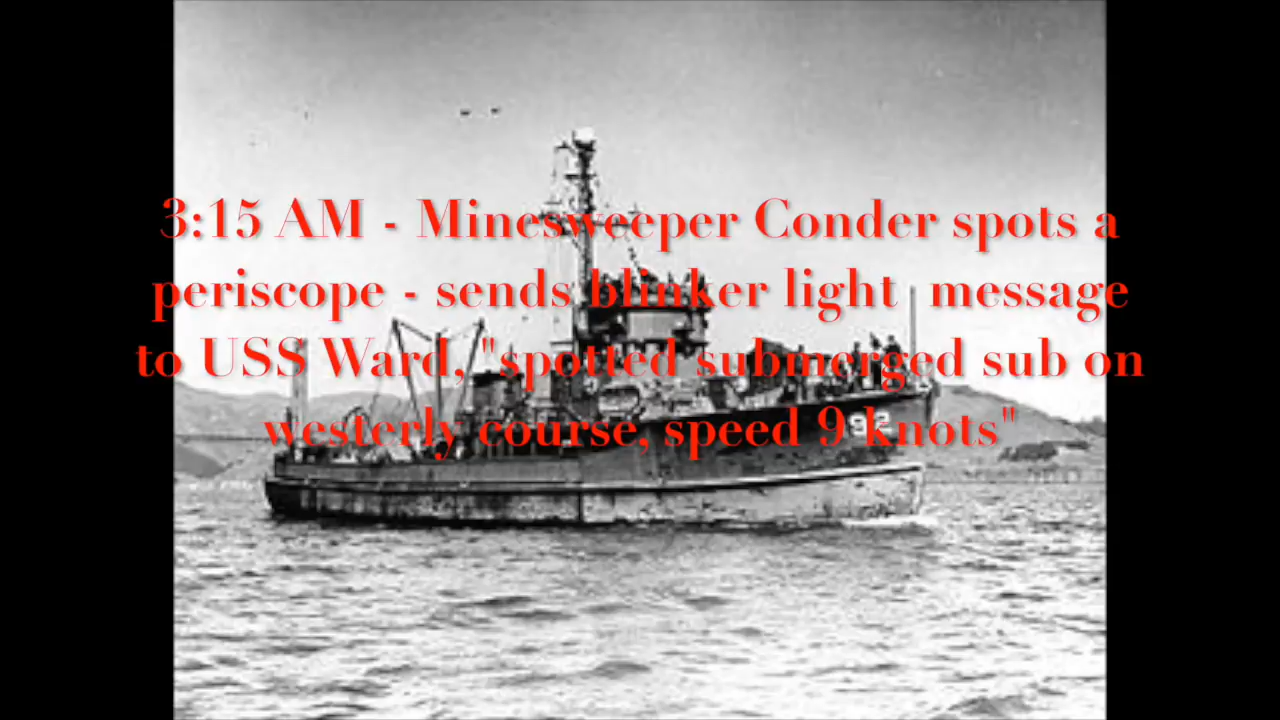 3:15 AM - Minesweeper Conder spots a
periscope - sends blinker light message
to USS Ward, "spotted submerged sub on
westerly course, speed 9 knots"
92